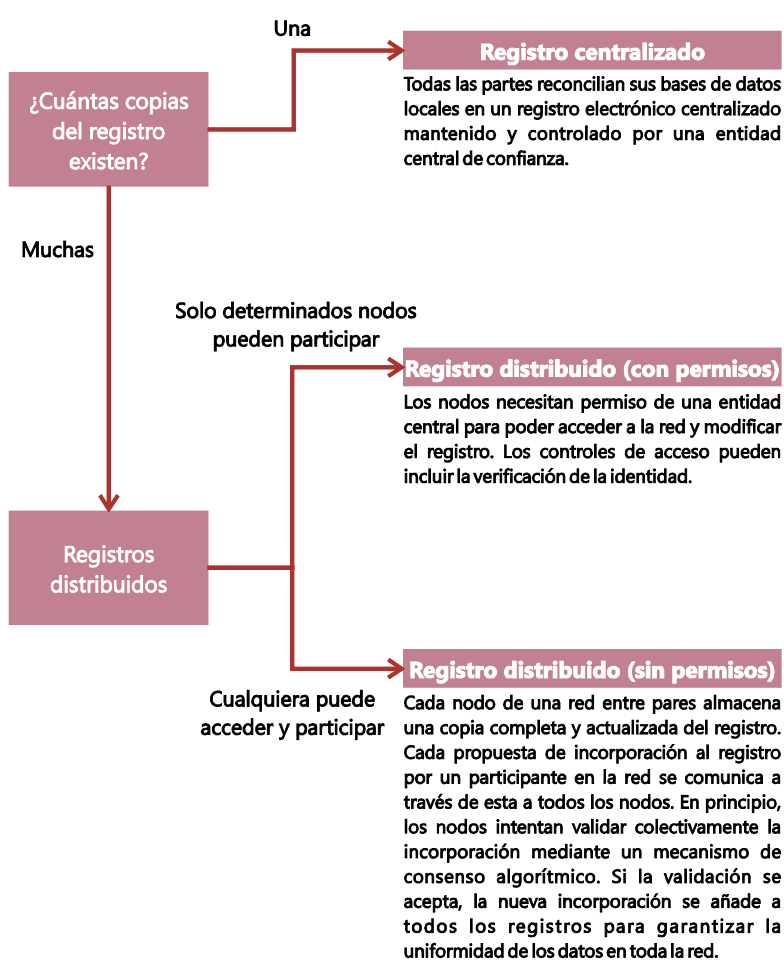 Una
Registro centralizado
Todas las partes reconcilian sus bases de datos
locales en un registro electrónico centralizado
mantenido y controlado por una entidad
central de confianza.
¿Cuántas copias
del registro
existen?
Muchas
Solo determinados nodos
pueden participar
Registro distribuido (con permisos)
Los nodos necesitan permiso de una entidad
central para poder acceder a la red y modificar
el registro. Los controles de acceso pueden
incluir la verificación de la identidad.
Registros
distribuidos
Cualquiera puede
acceder y participar
Registro distribuido (sin permisos)
Cada nodo de una red entre pares almacena
una copia completa y actualizada del registro.
Cada propuesta de incorporación al registro
por un participante en la red se comunica a
través de esta a todos los nodos. En principio,
los nodos intentan validar colectivamente la
incorporación mediante un mecanismo de
consenso algorítmico. Si la validación se
acepta, la nueva incorporación se añade a
todos los registros para garantizar la
uniformidad de los datos en toda la red.